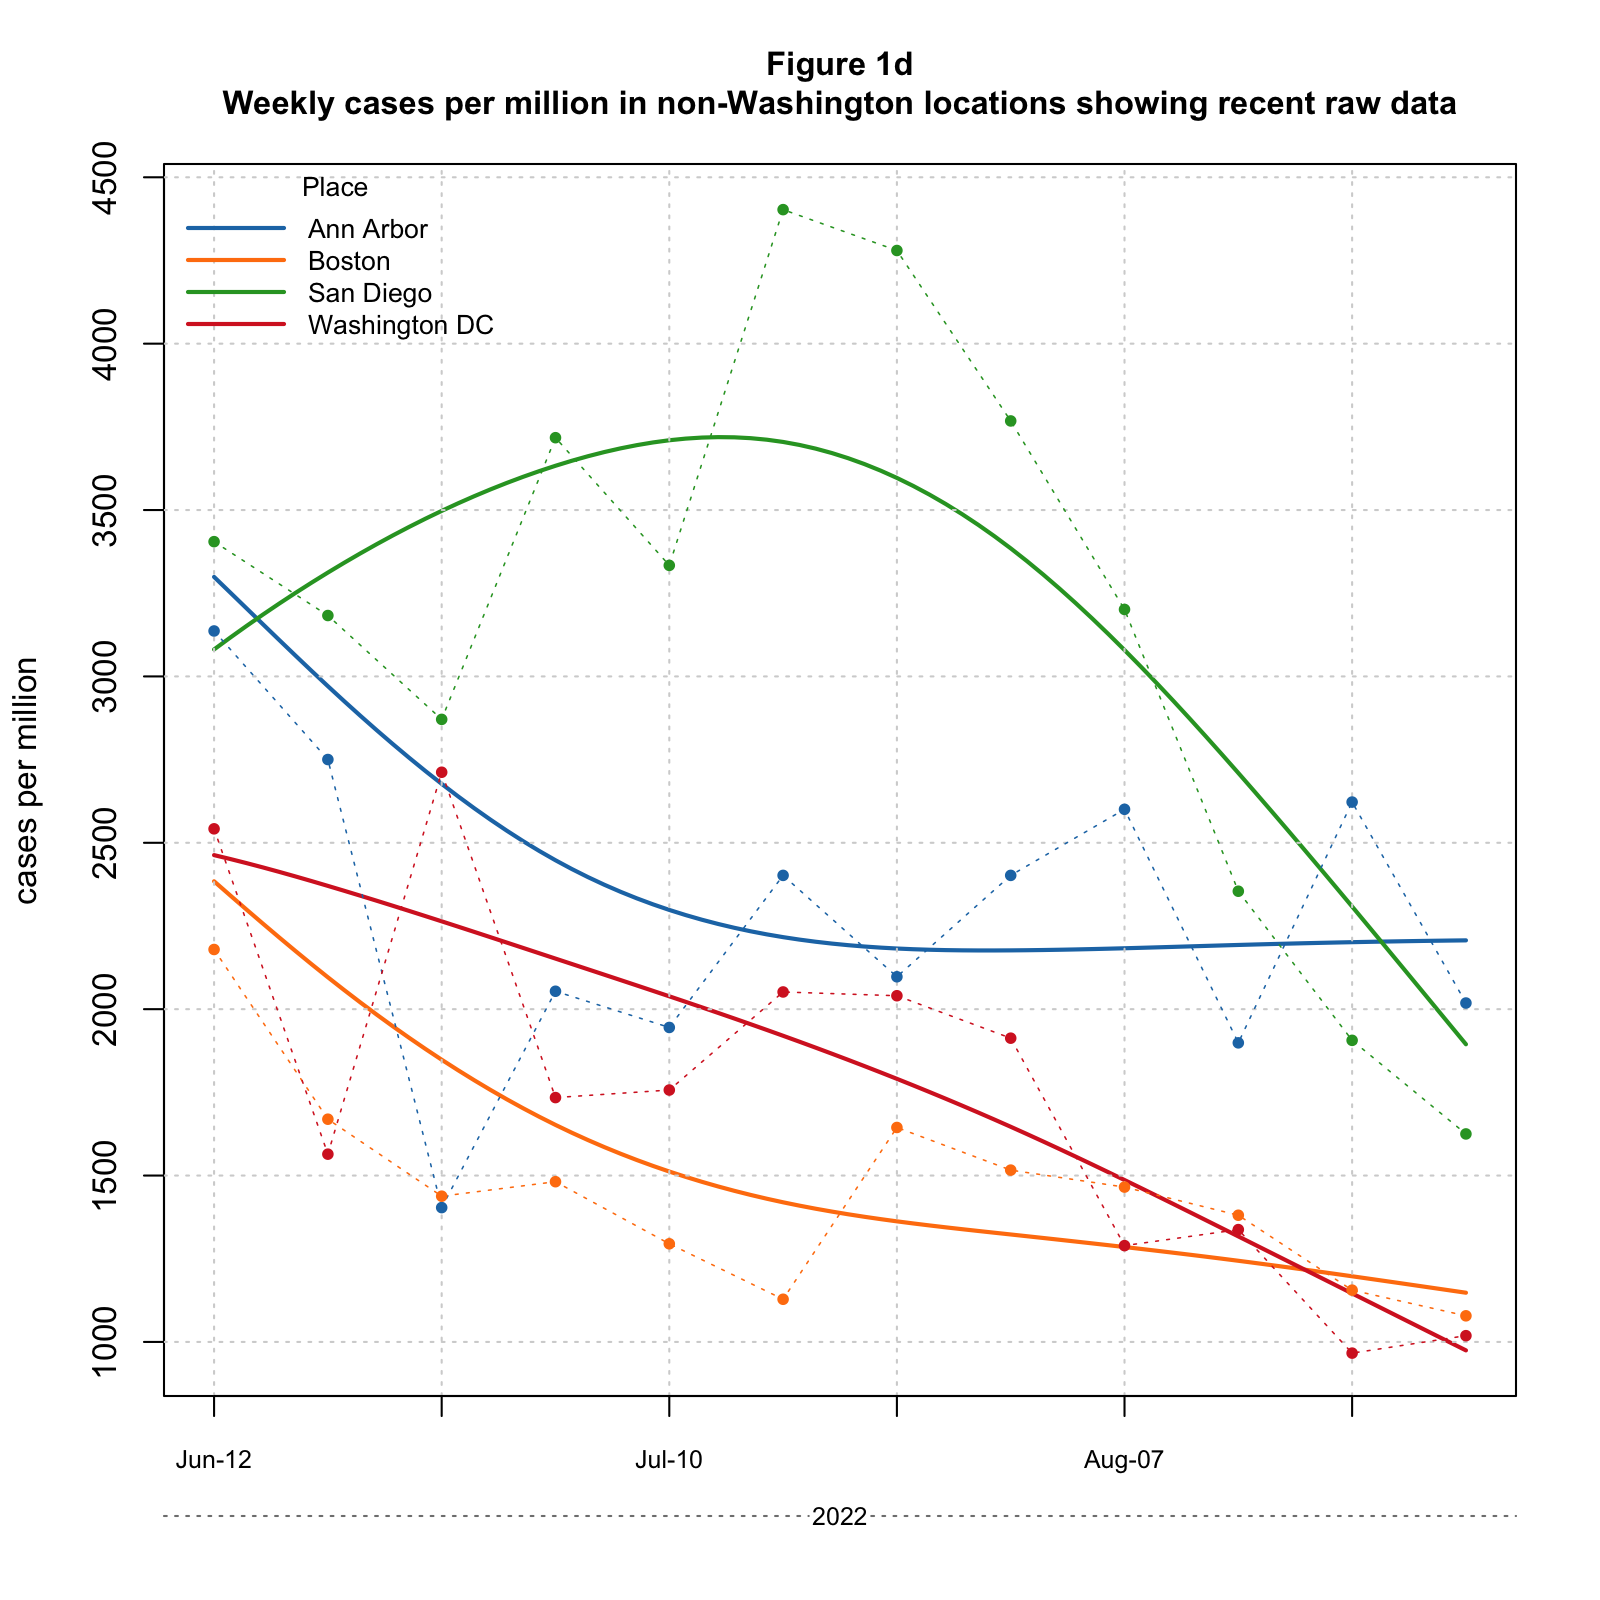 Figure 1d
Weekly cases per million in non-Washington locations showing recent raw data
Place
Ann Arbor
Boston
San Diego
Washington DC
cases per million
4500
4000
3500
3000
2500
2000
1500
1000
Jun-12 Jul-10 Aug-07
2022